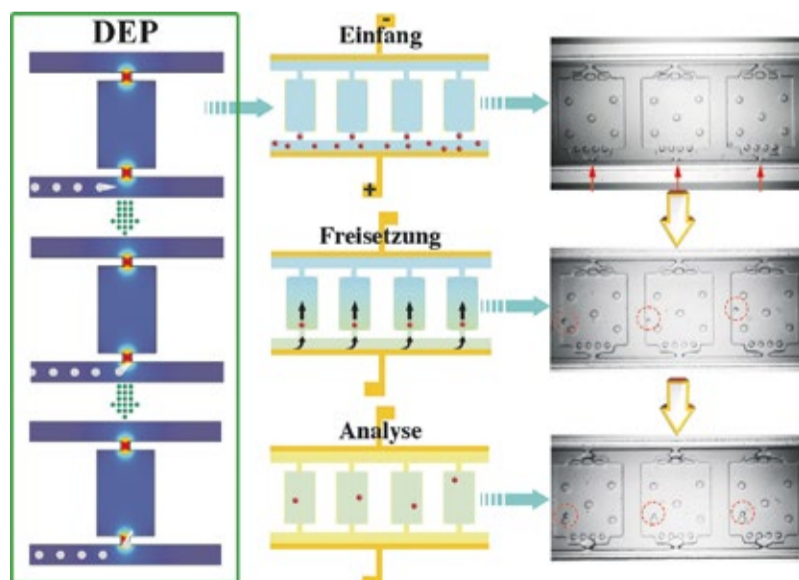 DEP
Einfang
-
+
Freisetzung
Analyse